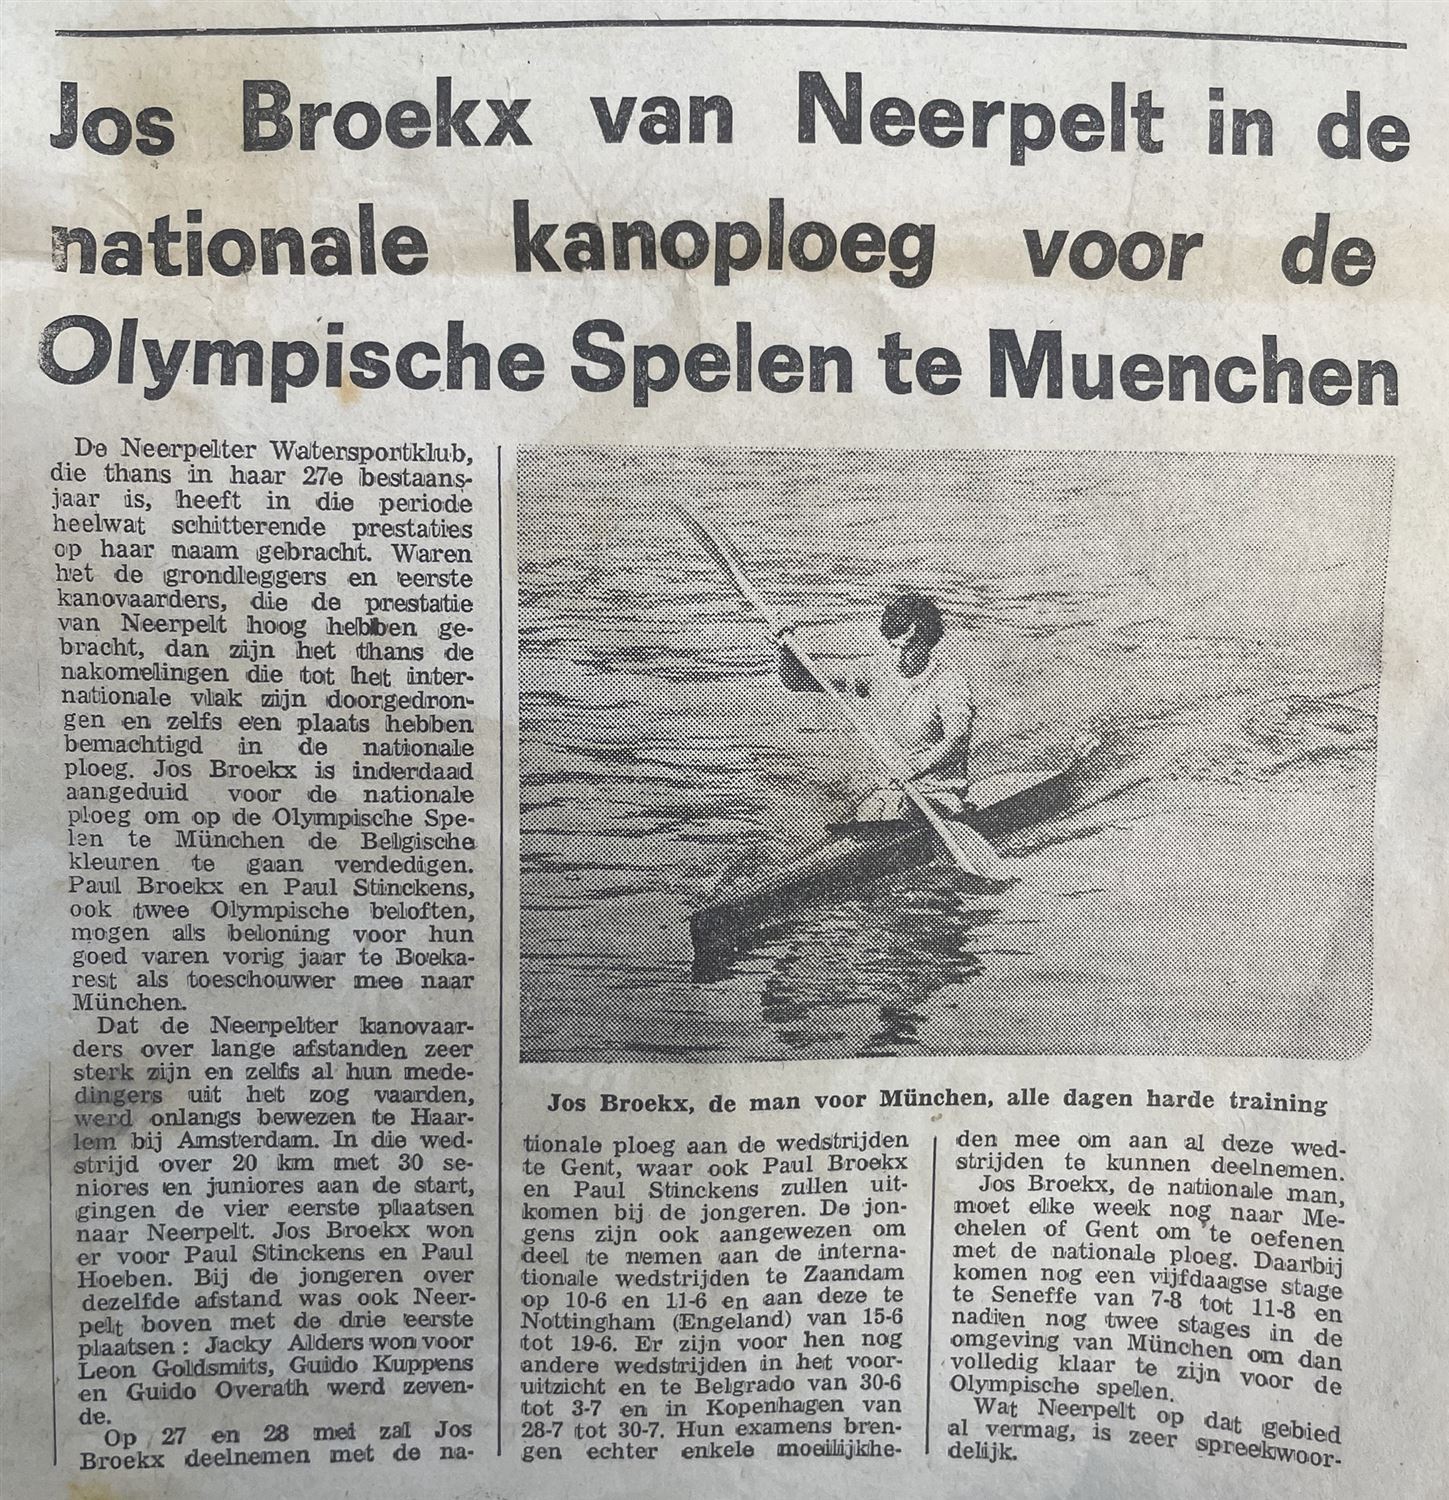 Jos Broekx van Neerpelt in de
nationale kanoploeg voor de
Olympische Spelen te Muenchen
De Neerpelter Watersportklub,
die thans in haar 27e bestaans-
jaar is, heeft in die periode
heelwat schitterende prestaties
op haar naam gebracht. Waren
het de grondleggers en eerste
kanovaarders, die de prestatie
van Neerpelt hoog hebben ge-
bracht, dan zijn het thans de
nakomelingen die tot het inter-
nationale vlak zijn doorgedron-
gen en zelfs een plaats hebben
bemachtigd in de nationale
ploeg. Jos Broekx is inderdaad
aangeduid voor de nationale
ploeg om op de Olympische Spe-
len te München de Belgische
kleuren te gaan verdedigen.
Paul Broekx en Paul Stinckens,
ook twee Olympische beloften,
mogen als beloning voor hun
goed varen vorig jaar te Boeka-
rest als toeschouwer mee naar
München.
Dat de Neerpelter kanovaar-
ders over lange afstanden zeer
sterk zijn en zelfs al hun mede-
dingers uit het zog vaarden,
werd onlangs bewezen te Haar-
lem bij Amsterdam. In die wed-
strijd over 20 km met 30 se-
niores en juniores aan de start,
gingen de vier eerste plaatsen
naar Neerpelt. Jos Broekx won
er voor Paul Stinckens en Paul
Hoeben. Bij de jongeren over
dezelfde afstand was ook Neer-
pelt boven met de drie eerste
plaatsen : Jacky Alders won voor
Leon Goldsmits, Guido Kuppens
en Guido Overath werd zeven-
de.
Op 27 en 28 mei zal Jos
Broekx deelnemen met de na-
Jos Broekx, de man voor München, alle dagen harde training
tionale ploeg aan de wedstrijden
te Gent, waar ook Paul Broekx
en Paul Stinckens zullen uit-
komen bij de jongeren. De jon-
gens zijn ook aangewezen om
deel te nemen aan de interna-
tionale wedstrijden te Zaandam
op 10-6 en 11-6 en aan deze te
Nottingham (Engeland) van 15-6
tot 19-6. Er zijn voor hen nog
andere wedstrijden in het voor-
uitzicht en te Belgrado van 30-6
tot 3-7 en in Kopenhagen van
28-7 tot 30-7. Hun examens bren-
gen echter enkele moeilijkhe-
den mee om aan al deze wed-
strijden te kunnen deelnemen.
Jos Broekx, de nationale man,
moet elke week nog naar Me-
chelen of Gent om te oefenen
met de nationale ploeg. Daarbij
komen nog een vijfdaagse stage
te Seneffe van 7-8 tot 11-8 en
nadien nog twee stages in de
omgeving van München om dan
volledig klaar te zijn voor de
Olympische spelen.
Wat Neerpelt op dat gebied
al vermag, is zeer spreekwoor-
delijk.